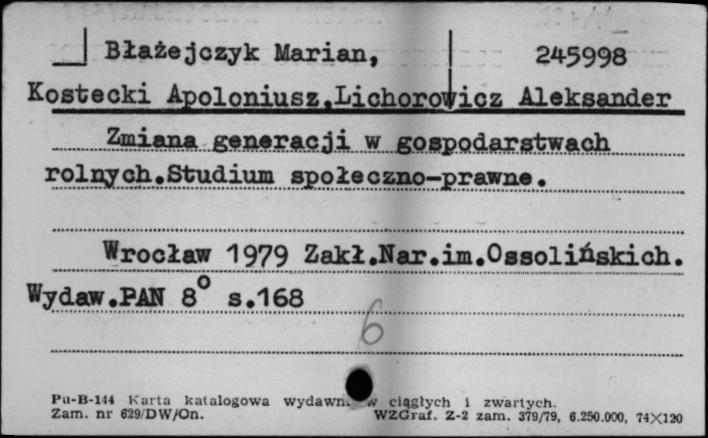 Błażejczyk Marian, 245998
Kostecki Apoloniusz,Lichorowicz Aleksander
Zmiana generacji w gospodarstwach
rolnych.Studium społeczno-prawne.
Wrocław 1979 Zakł.Nar.im.Ossolińskich.
Wydaw.PAN 8° s.168
6
Pu-B-144 Karta katalogowa wydawn. w ciągłych i zwartych.
Zam. nr 629/DW/On. WZGraf. Z-2 zam. 379/79, 6.250.000, 74×120